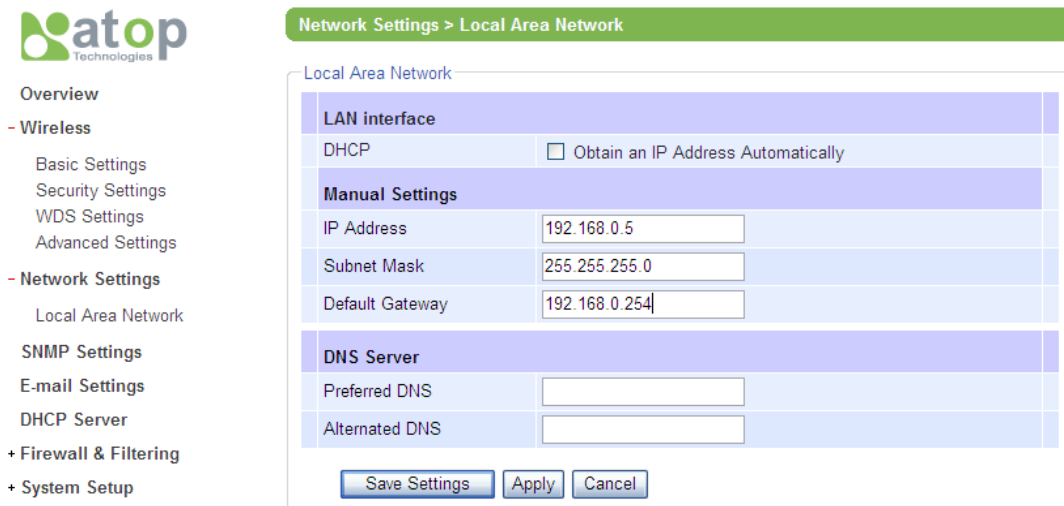 atop
Technologies
Overview
- Wireless
Basic Settings
Security Settings
WDS Settings
Advanced Settings
- Network Settings
Local Area Network
SNMP Settings
E-mail Settings
DHCP Server
+ Firewall & Filtering
+ System Setup
Network Settings > Local Area Network
Local Area Network
LAN interface
DHCP Obtain an IP Address Automatically
Manual Settings
IP Address 192.168.0.5
Subnet Mask 255.255.255.0
Default Gateway 192.168.0.254
DNS Server
Preferred DNS
Alternated DNS
Save Settings Apply Cancel